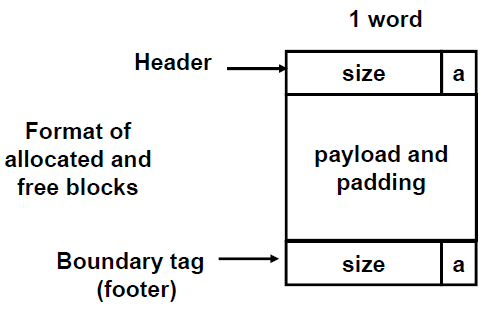 1 word
Header
size a
Format of
allocated and
free blocks
payload and
padding
Boundary tag
(footer)
size a